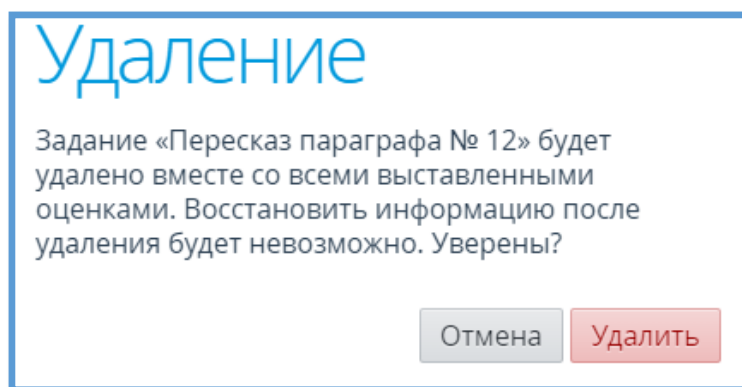 Удаление
Задание «Пересказ параграфа № 12» будет
удалено вместе со всеми выставленными
оценками. Восстановить информацию после
удаления будет невозможно. Уверены?
Отмена Удалить